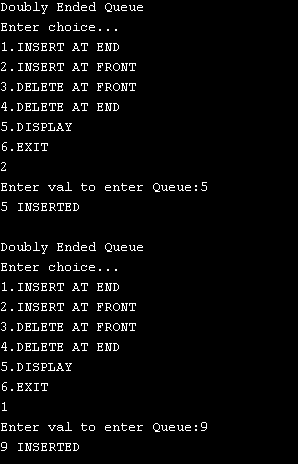 Doubly Ended Queue
Enter choice...
1.INSERT AT END
2.INSERT AT FRONT
3.DELETE AT FRONT
4.DELETE AT END
5.DISPLAY
6.EXIT
2
Enter val to enter Queue:5
5 INSERTED
Doubly Ended Queue
Enter choice...
1.INSERT AT END
2.INSERT AT FRONT
3.DELETE AT FRONT
4.DELETE AT END
5.DISPLAY
6.EXIT
1
Enter val to enter Queue:9
9 INSERTED